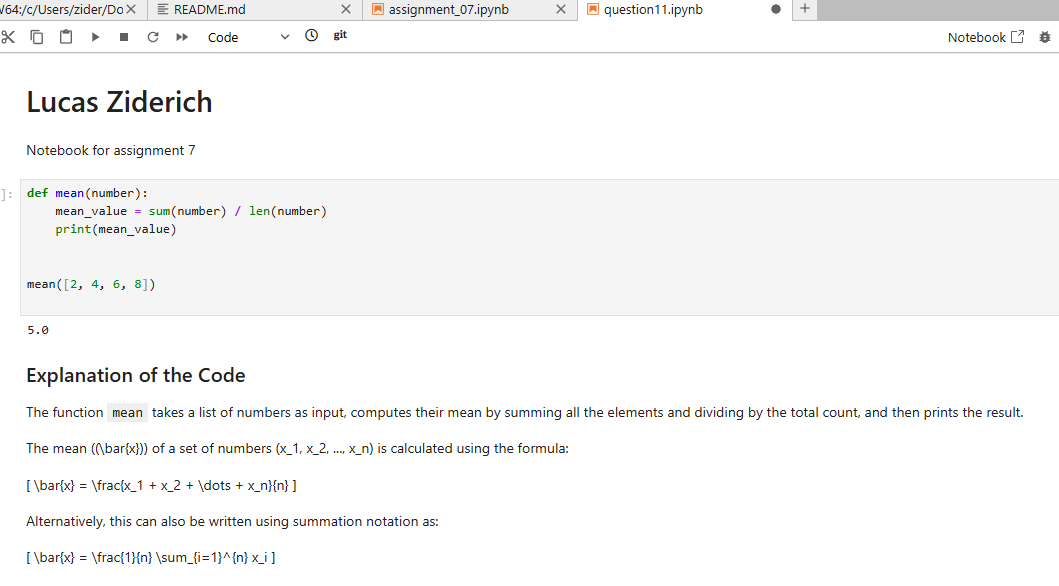 W64:/c/Users/zider/Do README.md assignment_07.ipynb question11.ipynb
Code git Notebook
Lucas Ziderich
Notebook for assignment 7
]:
def mean(number):
    mean_value = sum(number) / len(number)
    print(mean_value)
mean([2, 4, 6, 8])
5.0
Explanation of the Code
The function mean takes a list of numbers as input, computes their mean by summing all the elements and dividing by the total count, and then prints the result.
The mean ((\bar{x})) of a set of numbers (x_1, x_2, ..., x_n) is calculated using the formula:
[ \bar{x} = \frac{x_1 + x_2 + \dots + x_n}{n} ]
Alternatively, this can also be written using summation notation as:
[ \bar{x} = \frac{1}{n} \sum_{i=1}^{n} x_i ]